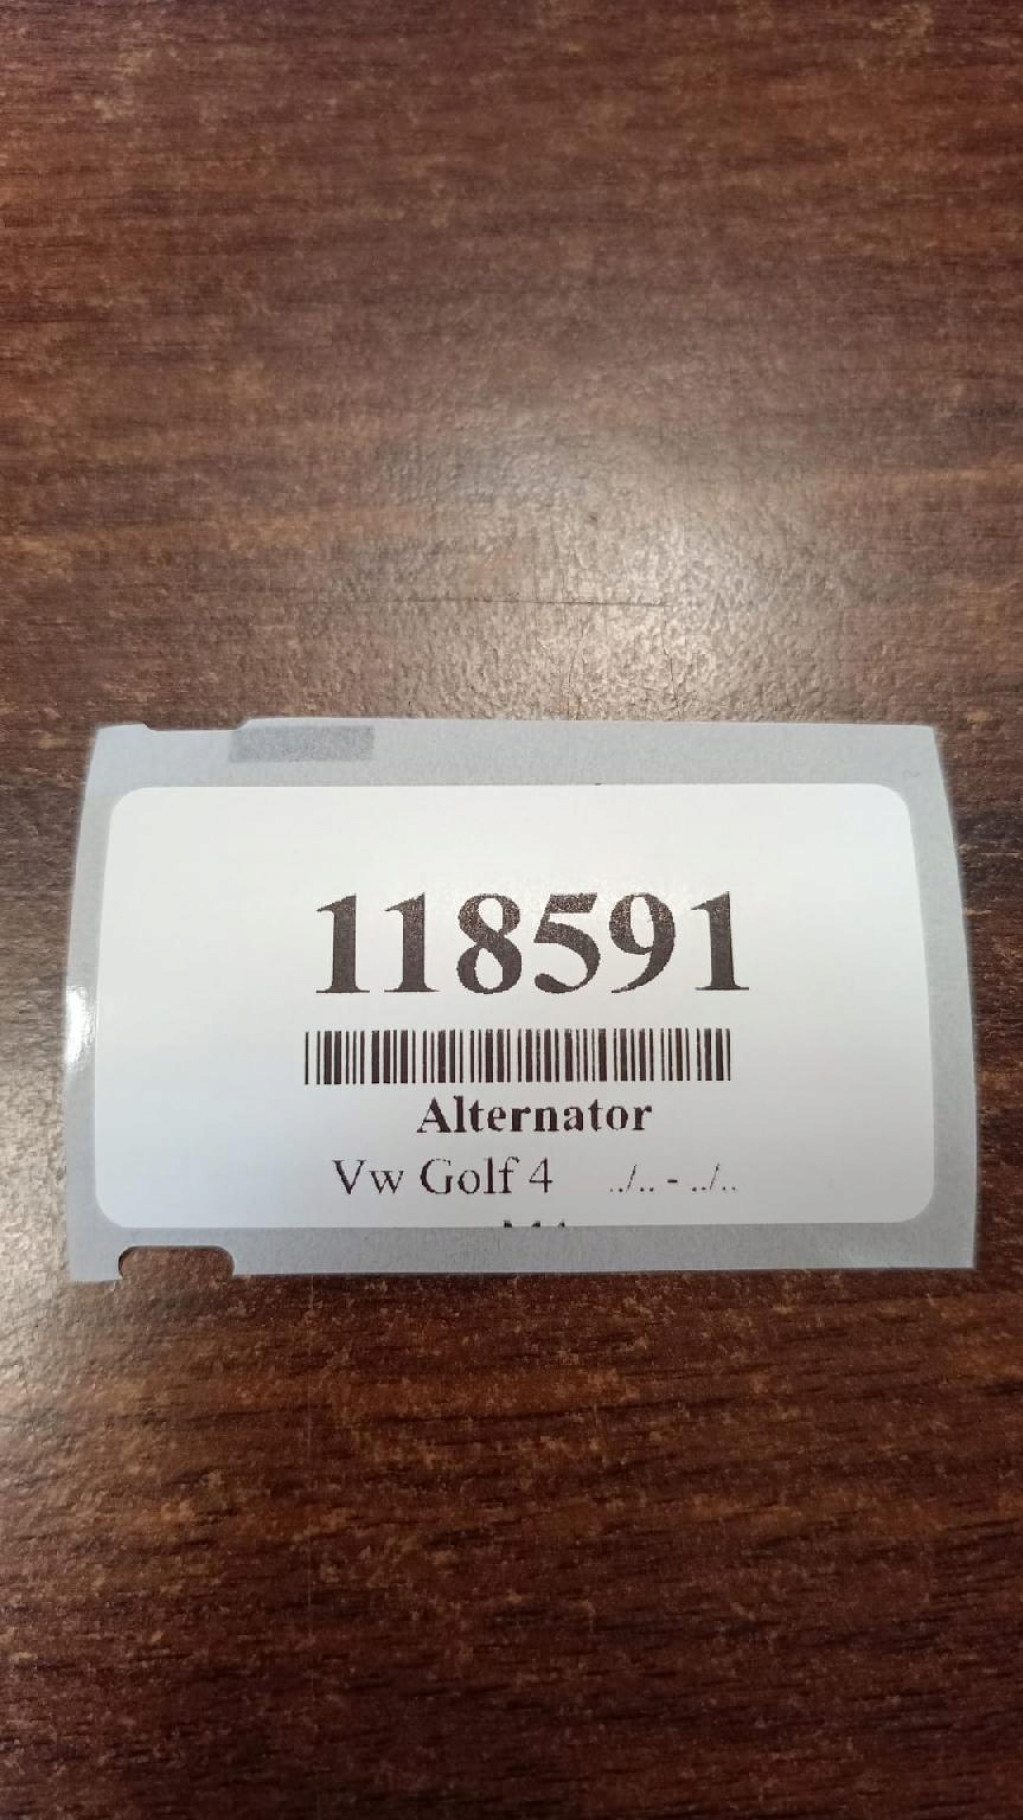 118591
Alternator
Vw Golf 4 ../.. - ../..